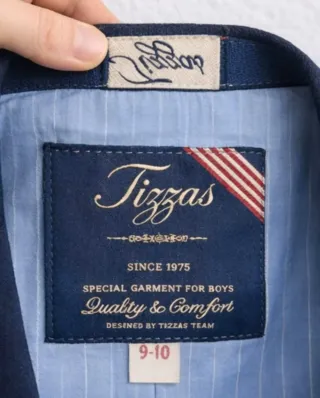 Tizzas
SINCE 1975
SPECIAL GARMENT FOR BOYS
Quality & Comfort
DESINED BY TIZZAS TEAM
9-10